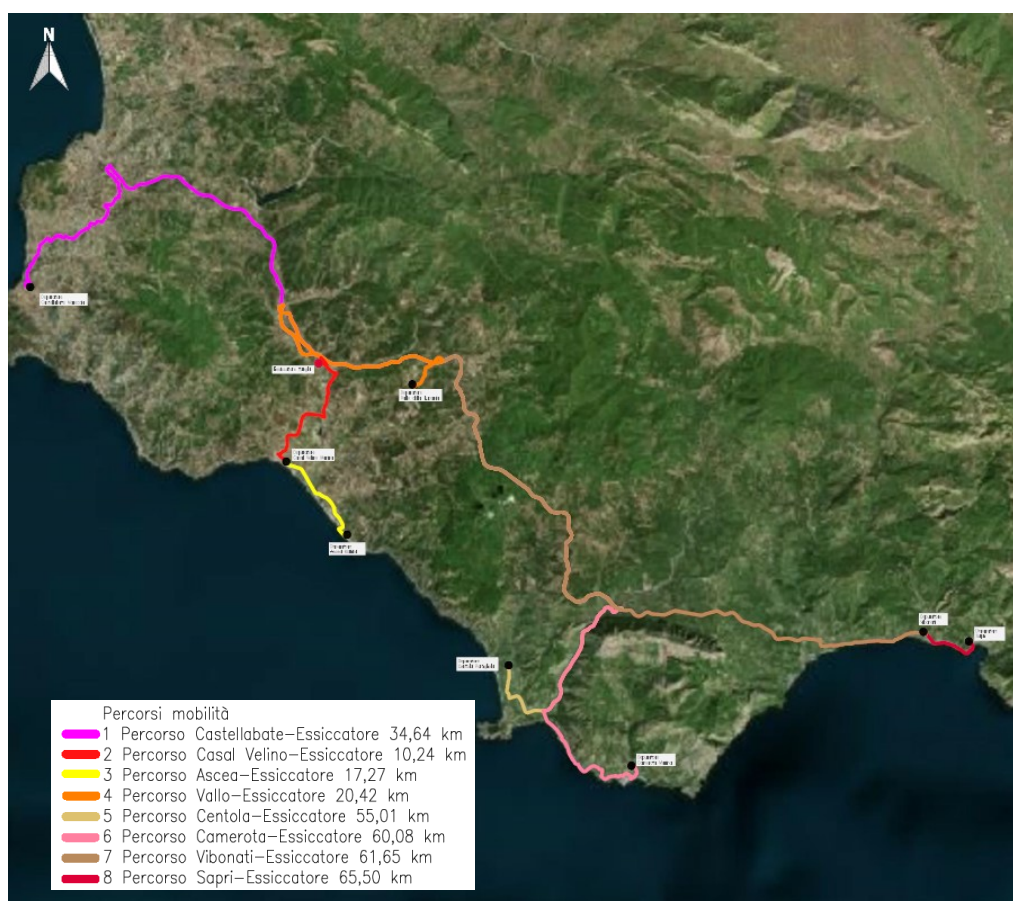 N
Percorsi mobilità
1 Percorso Castellabate-Essiccatore 34,64 km
2 Percorso Casal Velino-Essiccatore 10,24 km
3 Percorso Ascea-Essiccatore 17,27 km
4 Percorso Vallo-Essiccatore 20,42 km
5 Percorso Centola-Essiccatore 55,01 km
6 Percorso Camerota-Essiccatore 60,08 km
7 Percorso Vibonati-Essiccatore 61,65 km
8 Percorso Sapri-Essiccatore 65,50 km